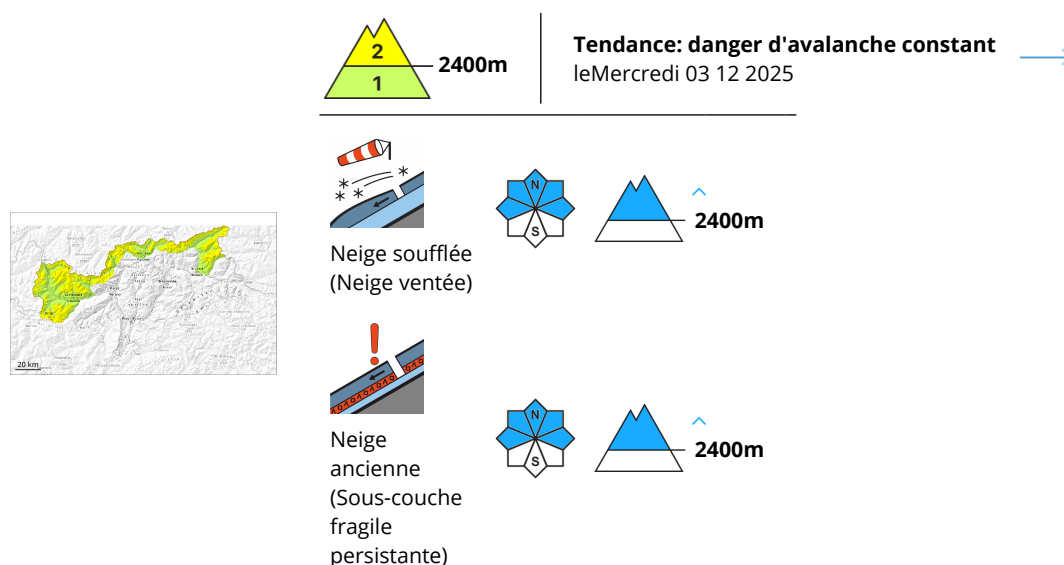 2
1
2400m
Tendance: danger d'avalanche constant
leMercredi 03 12 2025
20 km
N
S
2400m
Neige soufflée
(Neige ventée)
N
S
2400m
Neige
ancienne
(Sous-couche
fragile
persistante)